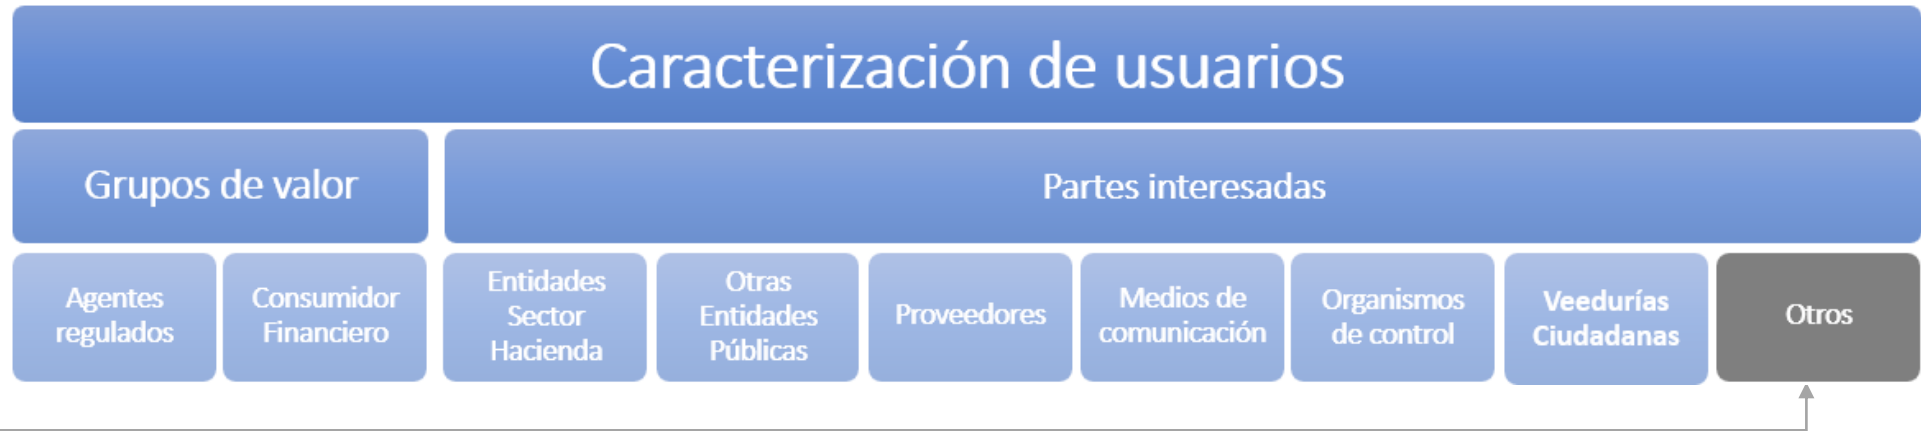 Caracterización de usuarios
Grupos de valor
Partes interesadas
Agentes
regulados
Consumidor
Financiero
Entidades
Sector
Hacienda
Otras
Entidades
Públicas
Proveedores
Medios de
comunicación
Organismos
de control
Veedurías
Ciudadanas
Otros